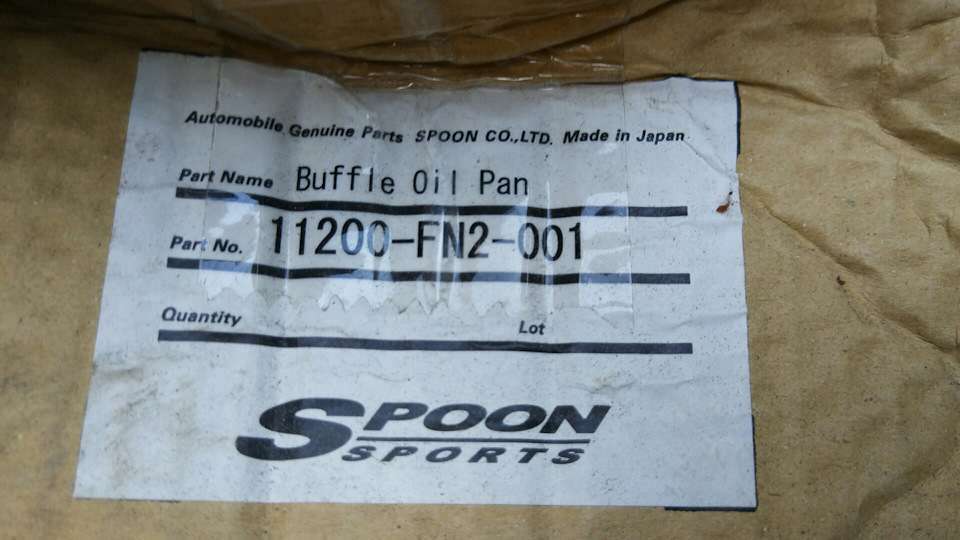 Automobile Genuine Parts SPOON CO.,LTD. Made in Japan
Part Name Buffle Oil Pan
Part No. 11200-FN2-001
Quantity Lot
SPOON
SPORTS